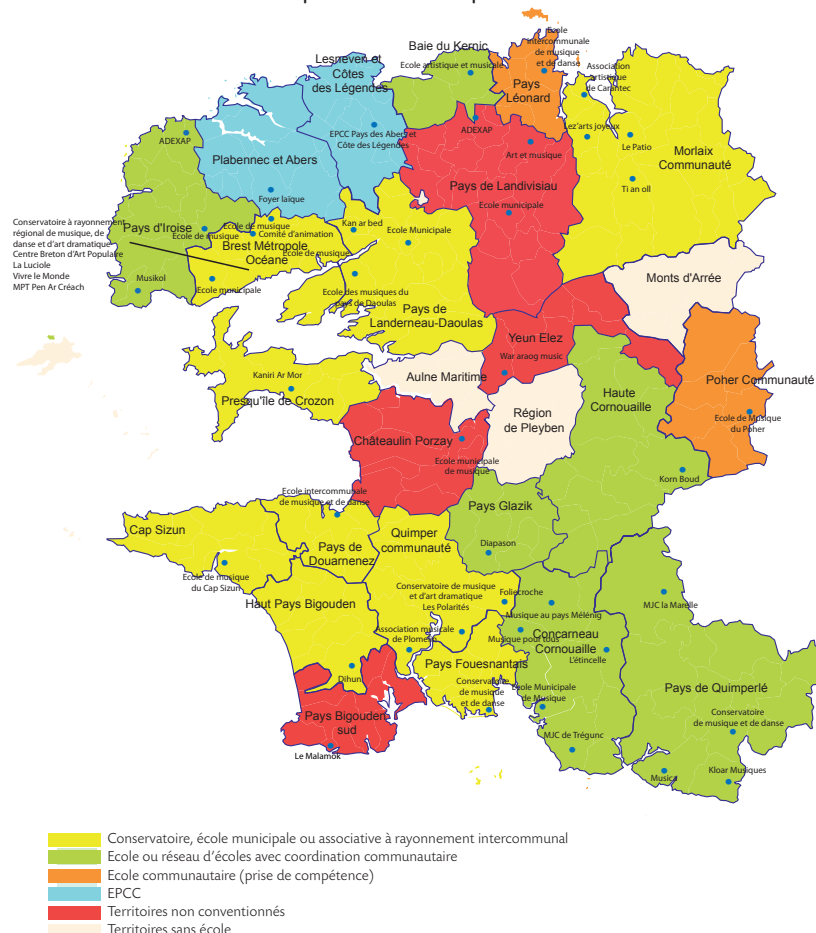 Ecole
intercommunale
de musique
et de danse
Baie du Kernic
Ecole artistique et musicale
Lesneven et
Côtes
des Légendes
Pays
Léonard
Association
artistique
de Carantec
ADEXAP
EPCC Pays des Abers et
Côte des Légendes
ADEXAP
Lez'arts joyeux
Le Patio
Morlaix
Communauté
Art et musique
Plabennec et Abers
Pays de Landivisiau
Ti an oll
Foyer laïque
Ecole municipale
Conservatoire à rayonnement
régional de musique, de
danse et d'art dramatique
Centre Breton d'Art Populaire
La Luciole
Vivre le Monde
MPT Pen Ar Créach
Pays d'Iroise
Ecole de musique
Ecole de musique
Comité d'animation
Kan ar bed
Ecole Municipale
Brest Métropole
Océane
Ecole de musique
Musikol
Ecole municipale
Ecole des musiques du
pays de Daoulas
Monts d'Arrée
Pays de
Landerneau-Daoulas
Yeun Elez
War araog music
Kaniri Ar Mor
Aulne Maritime
Presqu'île de Crozon
Haute
Cornouaille
Poher Communauté
Région
de Pleyben
Ecole de Musique
du Poher
Châteaulin Porzay
Ecole municipale
de musique
Korn Boud
Ecole intercommunale
de musique et de danse
Pays Glazik
Cap Sizun
Quimper
communauté
Pays de
Douarnenez
Diapason
Ecole de musique
du Cap Sizun
Conservatoire de musique
et d'art dramatique
Les Polarités
Foliecroche
Haut Pays Bigouden
Musique au pays Mélénig
MJC la Marelle
Association musicale
de Plomelin
Musique pour tous
Concarneau
Cornouaille
L'étincelle
Pays Fouesnantais
Dihun
Conservatoire
de musique
et de danse
Ecole Municipale
de Musique
Pays de Quimperlé
Pays Bigouden
sud
Conservatoire
de musique et de danse
MJC de Trégunc
Le Malamok
Musica
Kloar Musiques
Conservatoire, école municipale ou associative à rayonnement intercommunal
Ecole ou réseau d'écoles avec coordination communautaire
Ecole communautaire (prise de compétence)
EPCC
Territoires non conventionnés
Territoires sans école